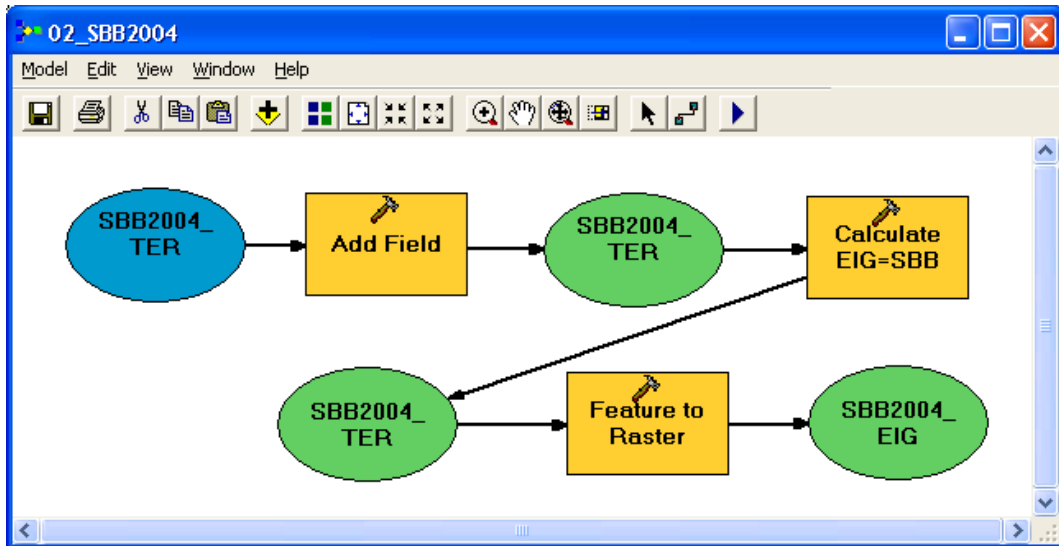 02_SBB2004
Model Edit View Window Help
SBB2004_
TER
Add Field
SBB2004_
TER
Calculate
EIG=SBB
SBB2004_
TER
Feature to
Raster
SBB2004_
EIG